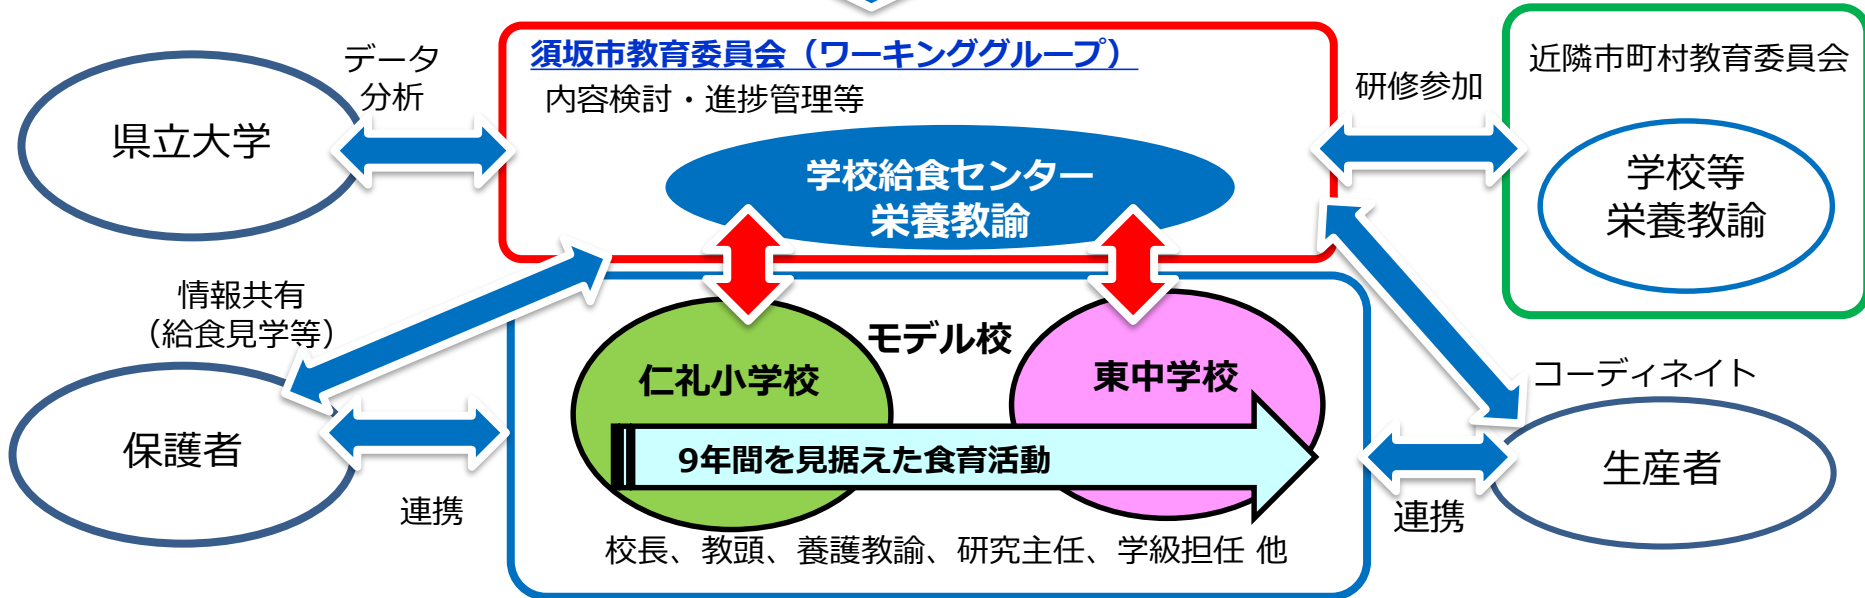 須坂市教育委員会（ワーキンググループ）
内容検討・進捗管理等
データ
分析
県立大学
学校給食センター
栄養教諭
研修参加
近隣市町村教育委員会
学校等
栄養教諭
情報共有
（給食見学等）
モデル校
仁礼小学校
東中学校
コーディネイト
保護者
9年間を見据えた食育活動
生産者
連携
連携
校長、教頭、養護教諭、研究主任、学級担任 他